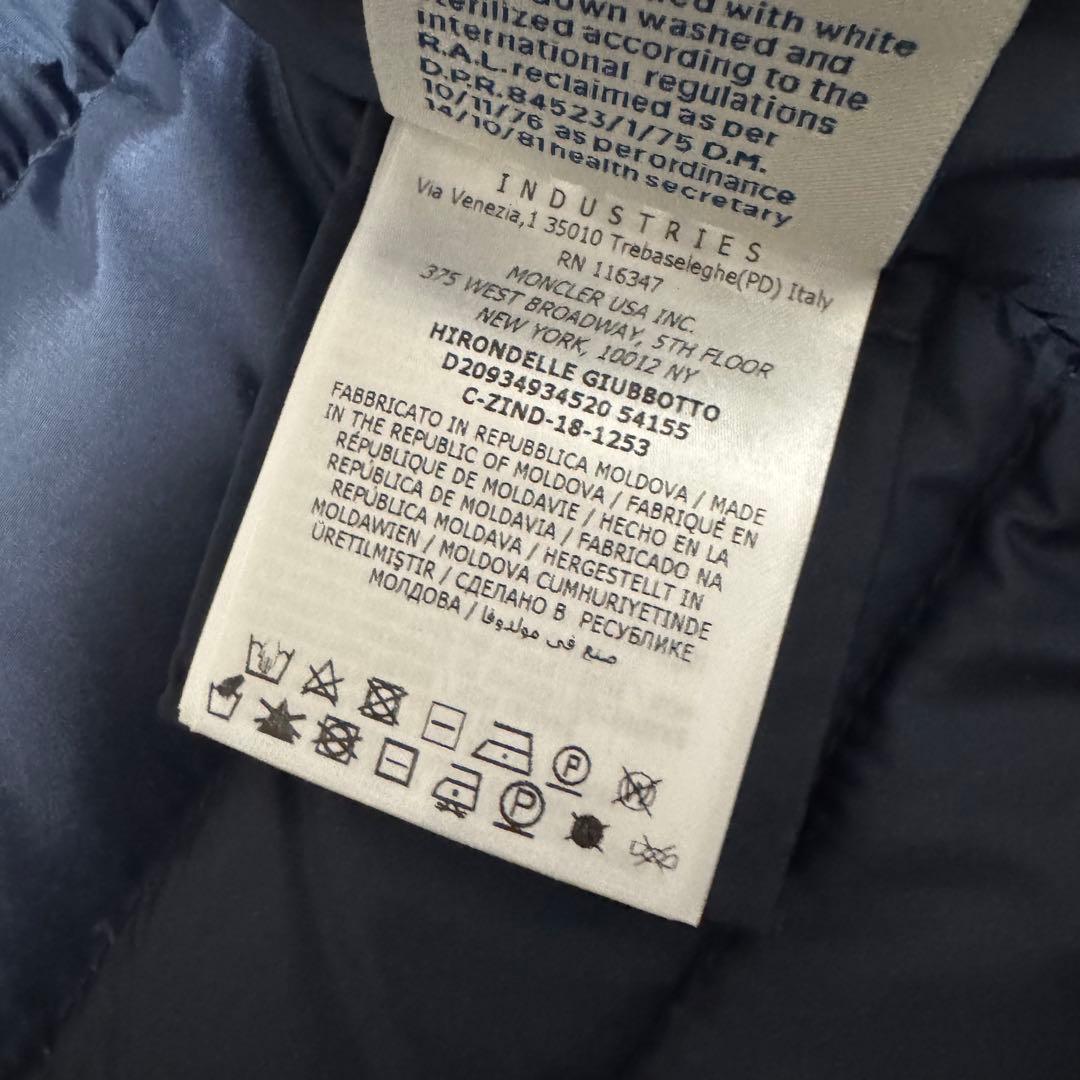 with white
down washed and
sterilized according to the
international regulations
R.A.L. reclaimed as per
D.P.R. 84523/1/75 D.M.
10/11/76 as per ordinance
14/10/81 health secretary
INDUSTRIES
Via Venezia,1 35010 Trebaseleghe(PD) Italy
RN 116347
MONCLER USA INC.
375 WEST BROADWAY, 5TH FLOOR
NEW YORK, 10012 NY
HIRONDELLE GIUBBOTTO
D20934934520 54155
C-ZIND-18-1253
FABBRICATO IN REPUBBLICA MOLDOVA / MADE
IN THE REPUBLIC OF MOLDOVA / FABRIQUÉ EN
RÉPUBLIQUE DE MOLDAVIE / HECHO EN LA
REPÚBLICA DE MOLDAVIA / FABRICADO NA
REPÚBLICA MOLDAVA / HERGESTELLT IN
MOLDAWIEN / MOLDOVA CUMHURIYETINDE
ÜRETILMIŞTIR / СДЕЛАНО В РЕСУБЛИКЕ
МОЛДОВА / صنع في مولدوفا
P
P